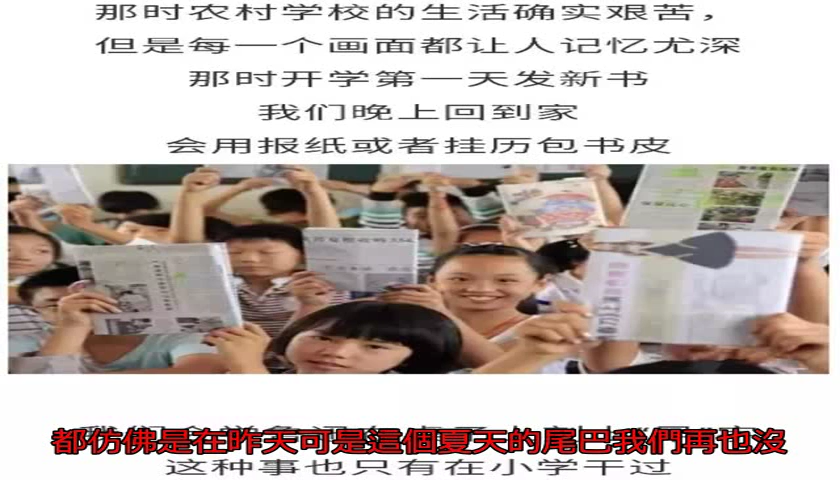 那时农村学校的生活确实艰苦，
但是每一个画面都让人记忆尤深
那时开学第一天发新书
我们晚上回到家
会用报纸或者挂历包书皮
都仿佛是在昨天可是這個夏天的尾巴我們再也沒
这种事也只有在小学干过